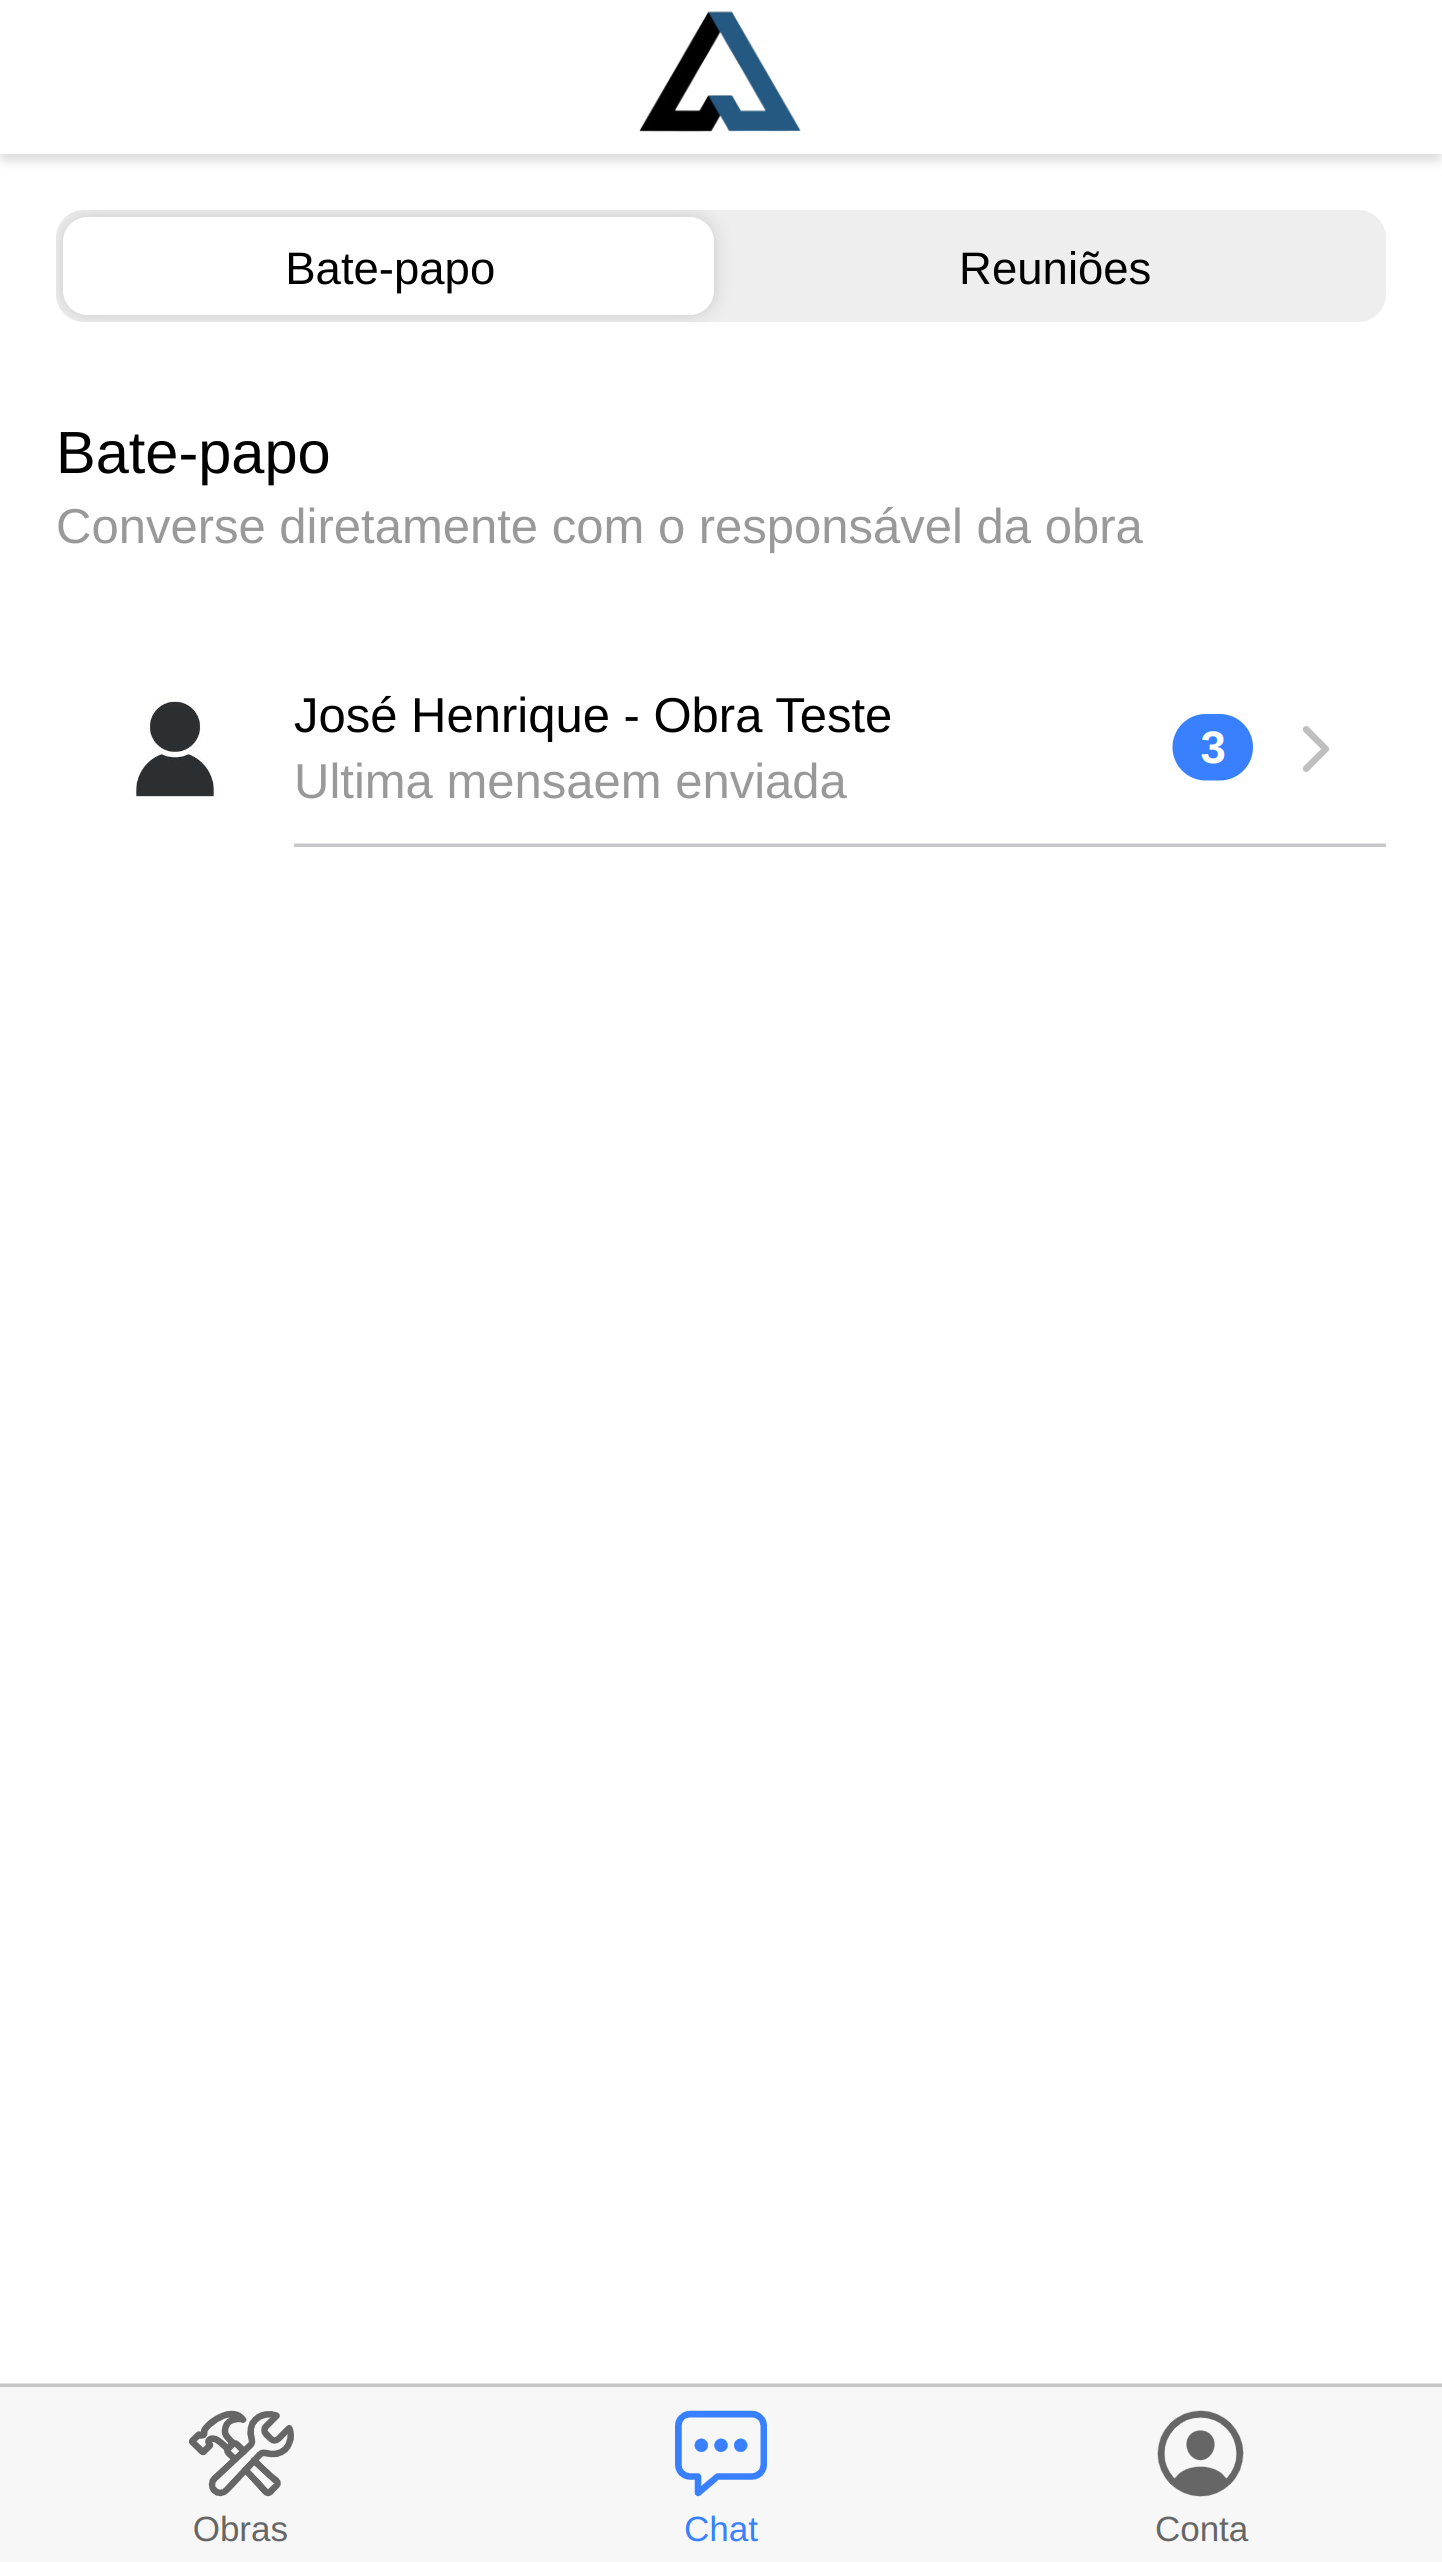 Bate-papo
Reuniões
Bate-papo
Converse diretamente com o responsável da obra
José Henrique - Obra Teste
Ultima mensaem enviada
3
Obras
Chat
Conta